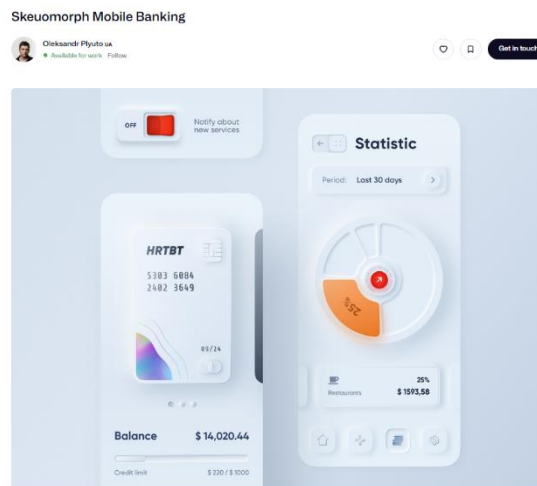 Skeuomorph Mobile Banking
Oleksandr Plyuto UA
Available for work Follow
Get in touch
OFF
Notify about
new services
HRTBT
5303 6084
2402 3649
09/24
Balance $ 14,020.44
Credit limit $ 220 / $ 1000
Statistic
Period: Last 30 days
25%
25%
Restaurants $ 1593,58